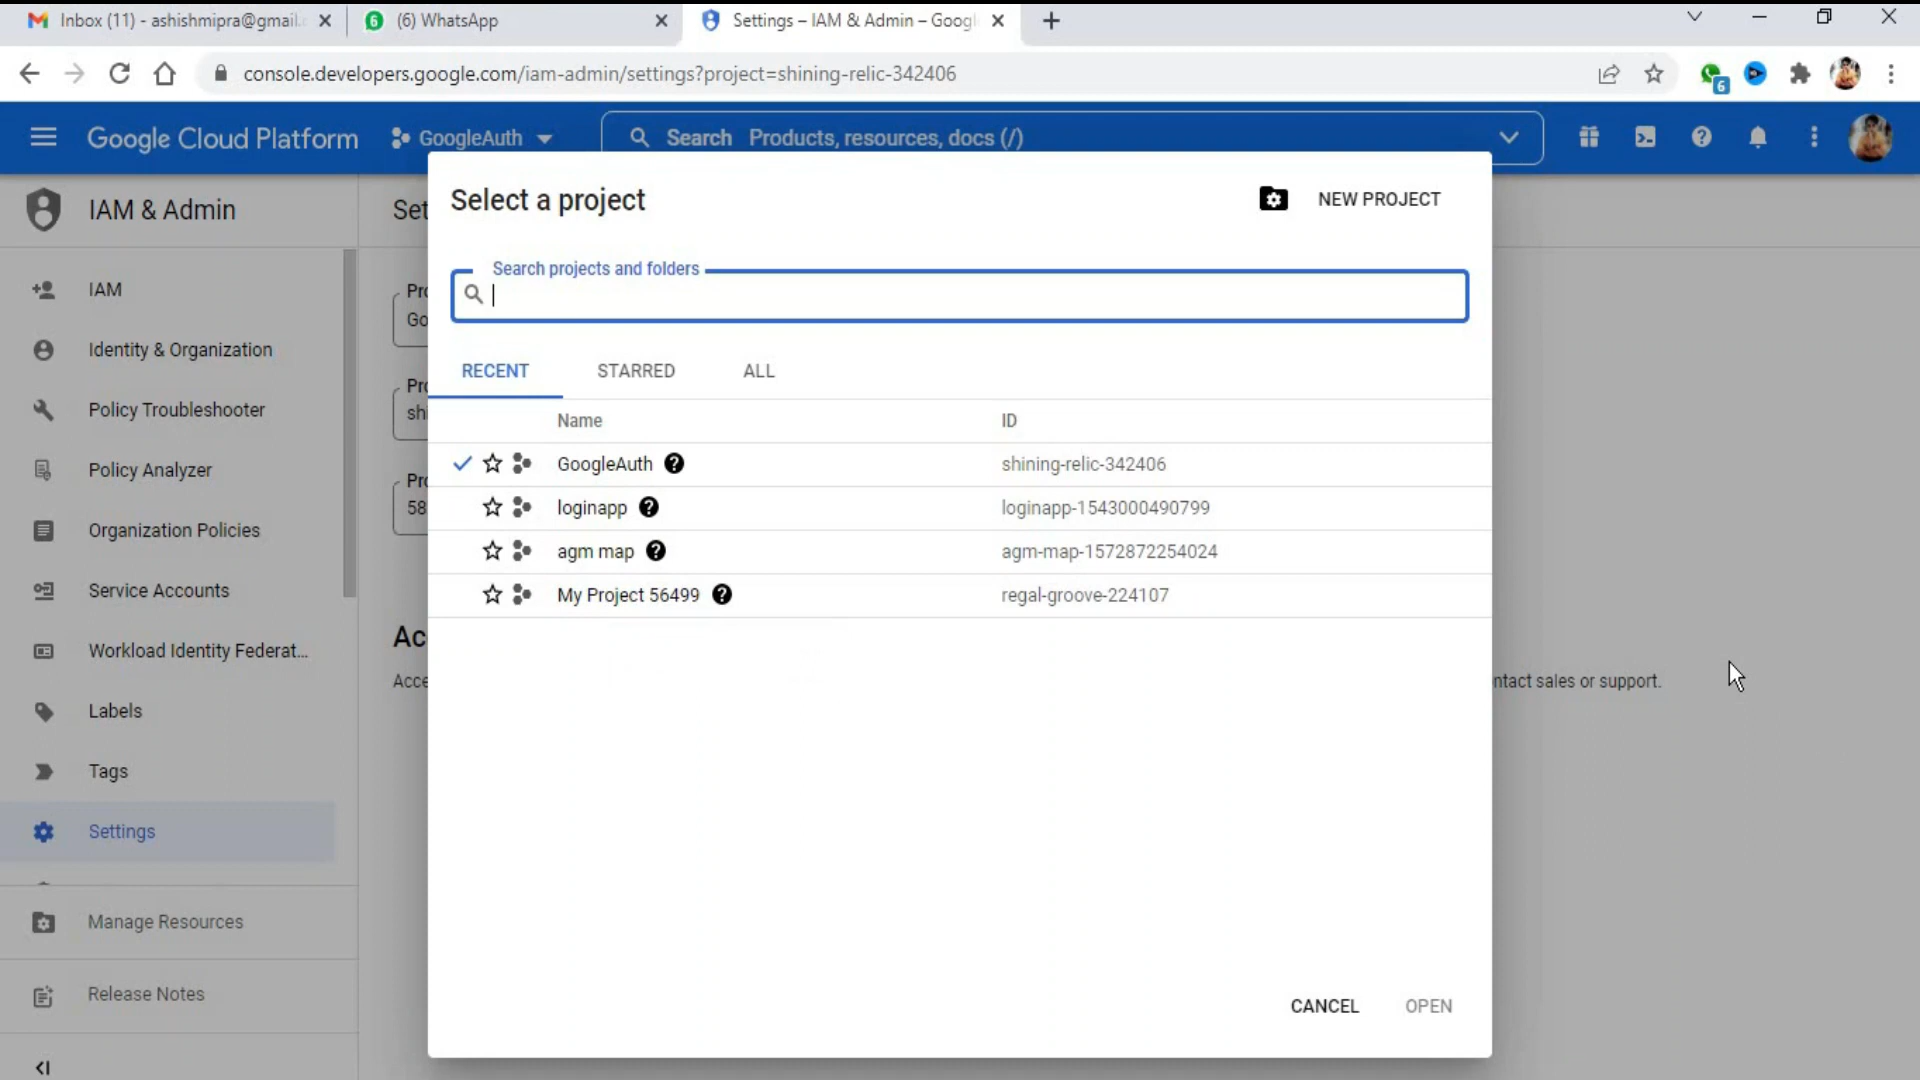 Inbox (11) - ashishmipra@gmail.
(6) WhatsApp
Settings – IAM & Admin – Goog
console.developers.google.com/iam-admin/settings?project=shining-relic-342406
6
Google Cloud Platform
GoogleAuth
Search Products, resources, docs (/)
IAM & Admin
Set
Select a project
NEW PROJECT
Search projects and folders
RECENT
STARRED
ALL
Name
ID
GoogleAuth
shining-relic-342406
loginapp
loginapp-1543000490799
agm map
agm-map-1572872254024
My Project 56499
regal-groove-224107
CANCEL
OPEN
IAM
Identity & Organization
Policy Troubleshooter
Policy Analyzer
Organization Policies
Service Accounts
Workload Identity Federat...
Labels
Tags
Settings
Manage Resources
Release Notes
Pro
Go
Pro
shi
Pro
58
Ac
Acce
ntact sales or support.